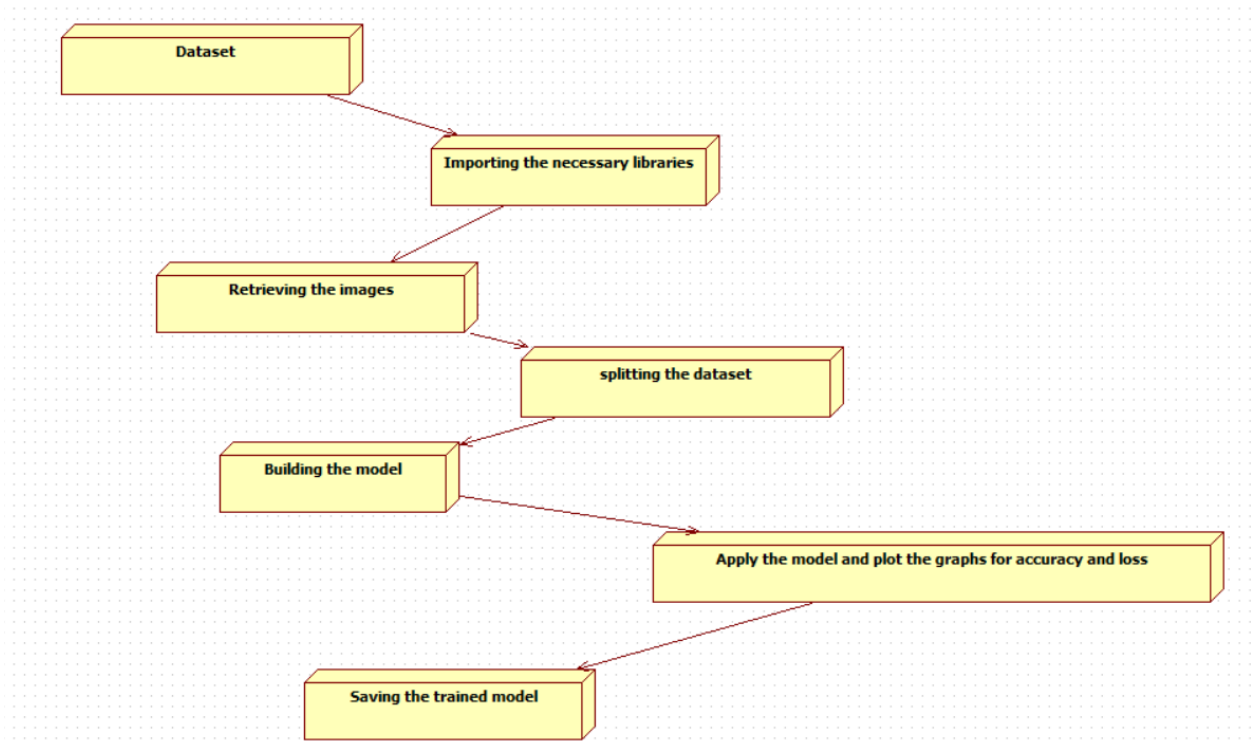 Dataset
Importing the necessary libraries
Retrieving the images
splitting the dataset
Building the model
Apply the model and plot the graphs for accuracy and loss
Saving the trained model